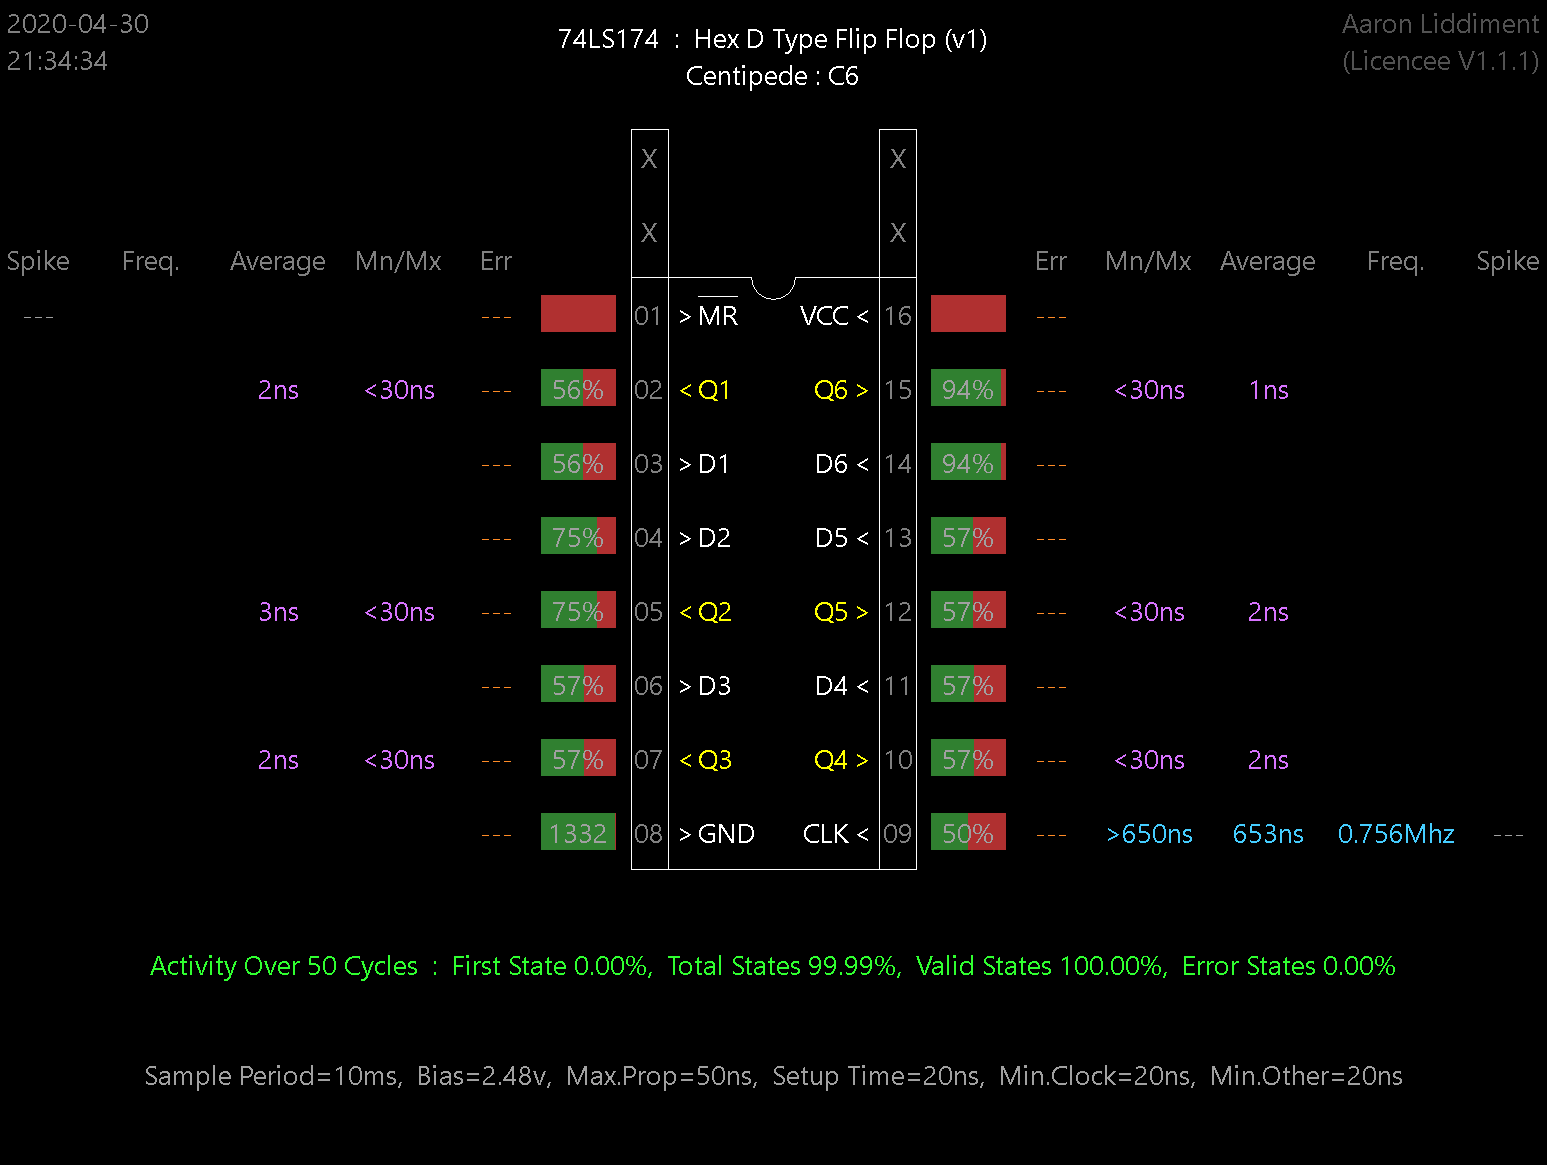 2020-04-30
21:34:34
74LS174 : Hex D Type Flip Flop (v1)
Centipede : C6
Aaron Liddiment
(Licencee V1.1.1)
X X
X X
Spike Freq. Average Mn/Mx Err Err Mn/Mx Average Freq. Spike
--- --- 01 > MR VCC < 16 ---
2ns <30ns --- 56% 02 < Q1 Q6 > 15 94% --- <30ns 1ns
--- 56% 03 > D1 D6 < 14 94% ---
--- 75% 04 > D2 D5 < 13 57% ---
3ns <30ns --- 75% 05 < Q2 Q5 > 12 57% --- <30ns 2ns
--- 57% 06 > D3 D4 < 11 57% ---
2ns <30ns --- 57% 07 < Q3 Q4 > 10 57% --- <30ns 2ns
--- 1332 08 > GND CLK < 09 50% --- >650ns 653ns 0.756Mhz ---
Activity Over 50 Cycles : First State 0.00%, Total States 99.99%, Valid States 100.00%, Error States 0.00%
Sample Period=10ms, Bias=2.48v, Max.Prop=50ns, Setup Time=20ns, Min.Clock=20ns, Min.Other=20ns